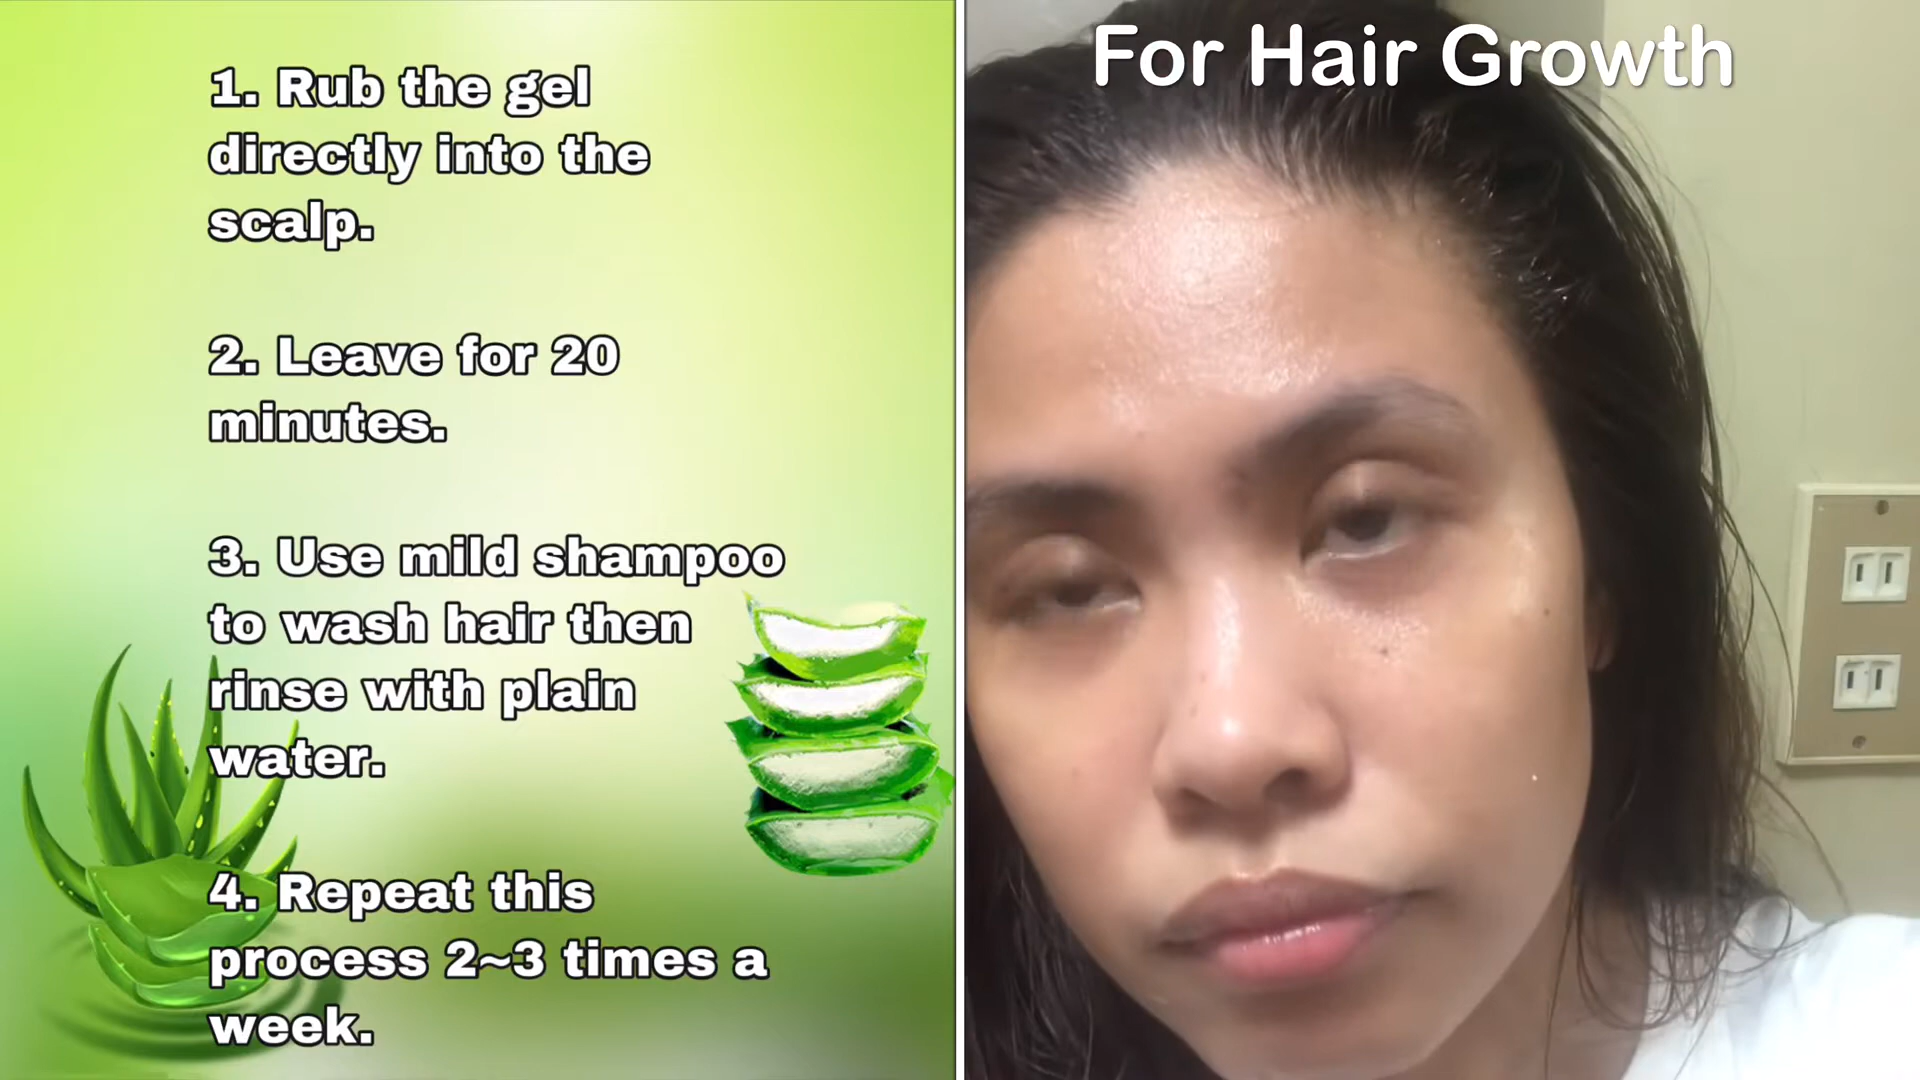 1. Rub the gel
directly into the
scalp.
2. Leave for 20
minutes.
3. Use mild shampoo
to wash hair then
rinse with plain
water.
4. Repeat this
process 2~3 times a
week.
For Hair Growth